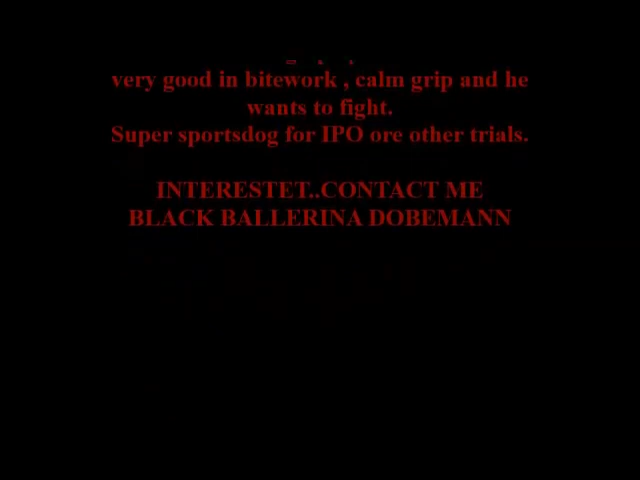 very good in bitework , calm grip and he
wants to fight.
Super sportsdog for IPO ore other trials.
INTERESTET..CONTACT ME
BLACK BALLERINA DOBEMANN